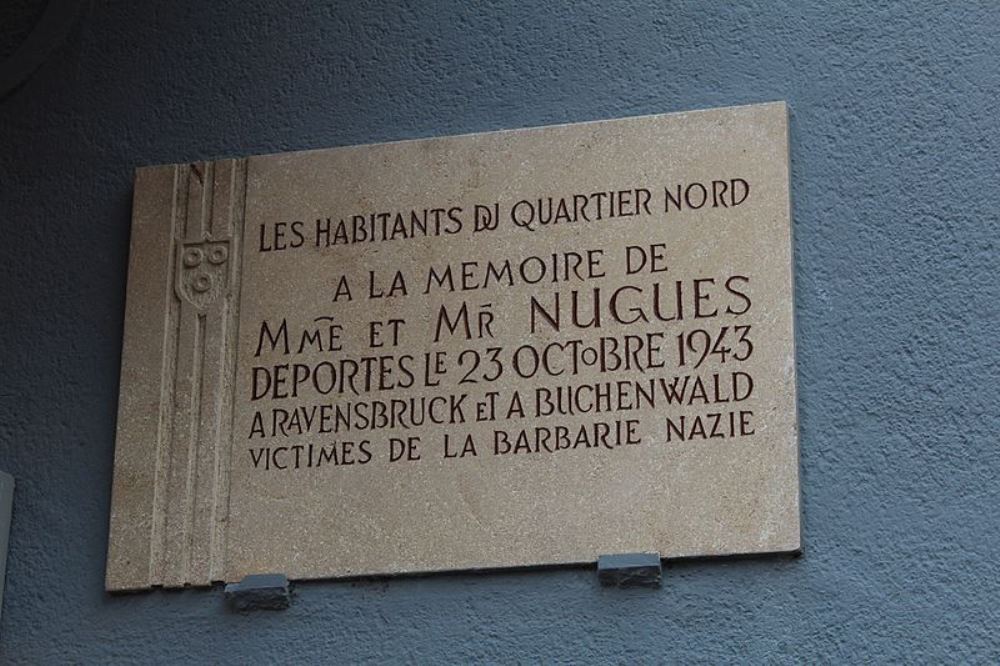 LES HABITANTS DU QUARTIER NORD
A LA MEMOIRE DE
MME ET MR NUGUES
DEPORTES LE 23 OCTOBRE 1943
A RAVENSBRUCK ET A BUCHENWALD
VICTIMES DE LA BARBARIE NAZIE